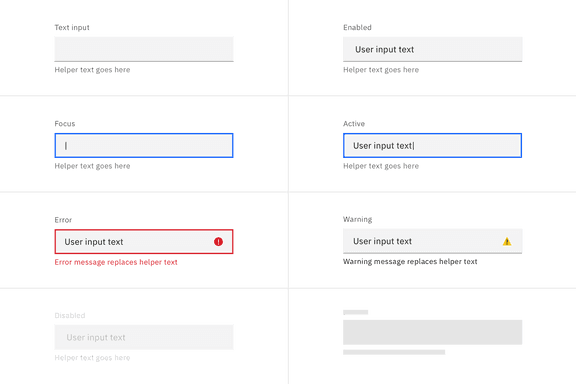 Text input
Helper text goes here
Enabled
User input text
Helper text goes here
Focus
Helper text goes here
Active
User input text
Helper text goes here
Error
User input text
Error message replaces helper text
Warning
User input text
Warning message replaces helper text
Disabled
User input text
Helper text gous here